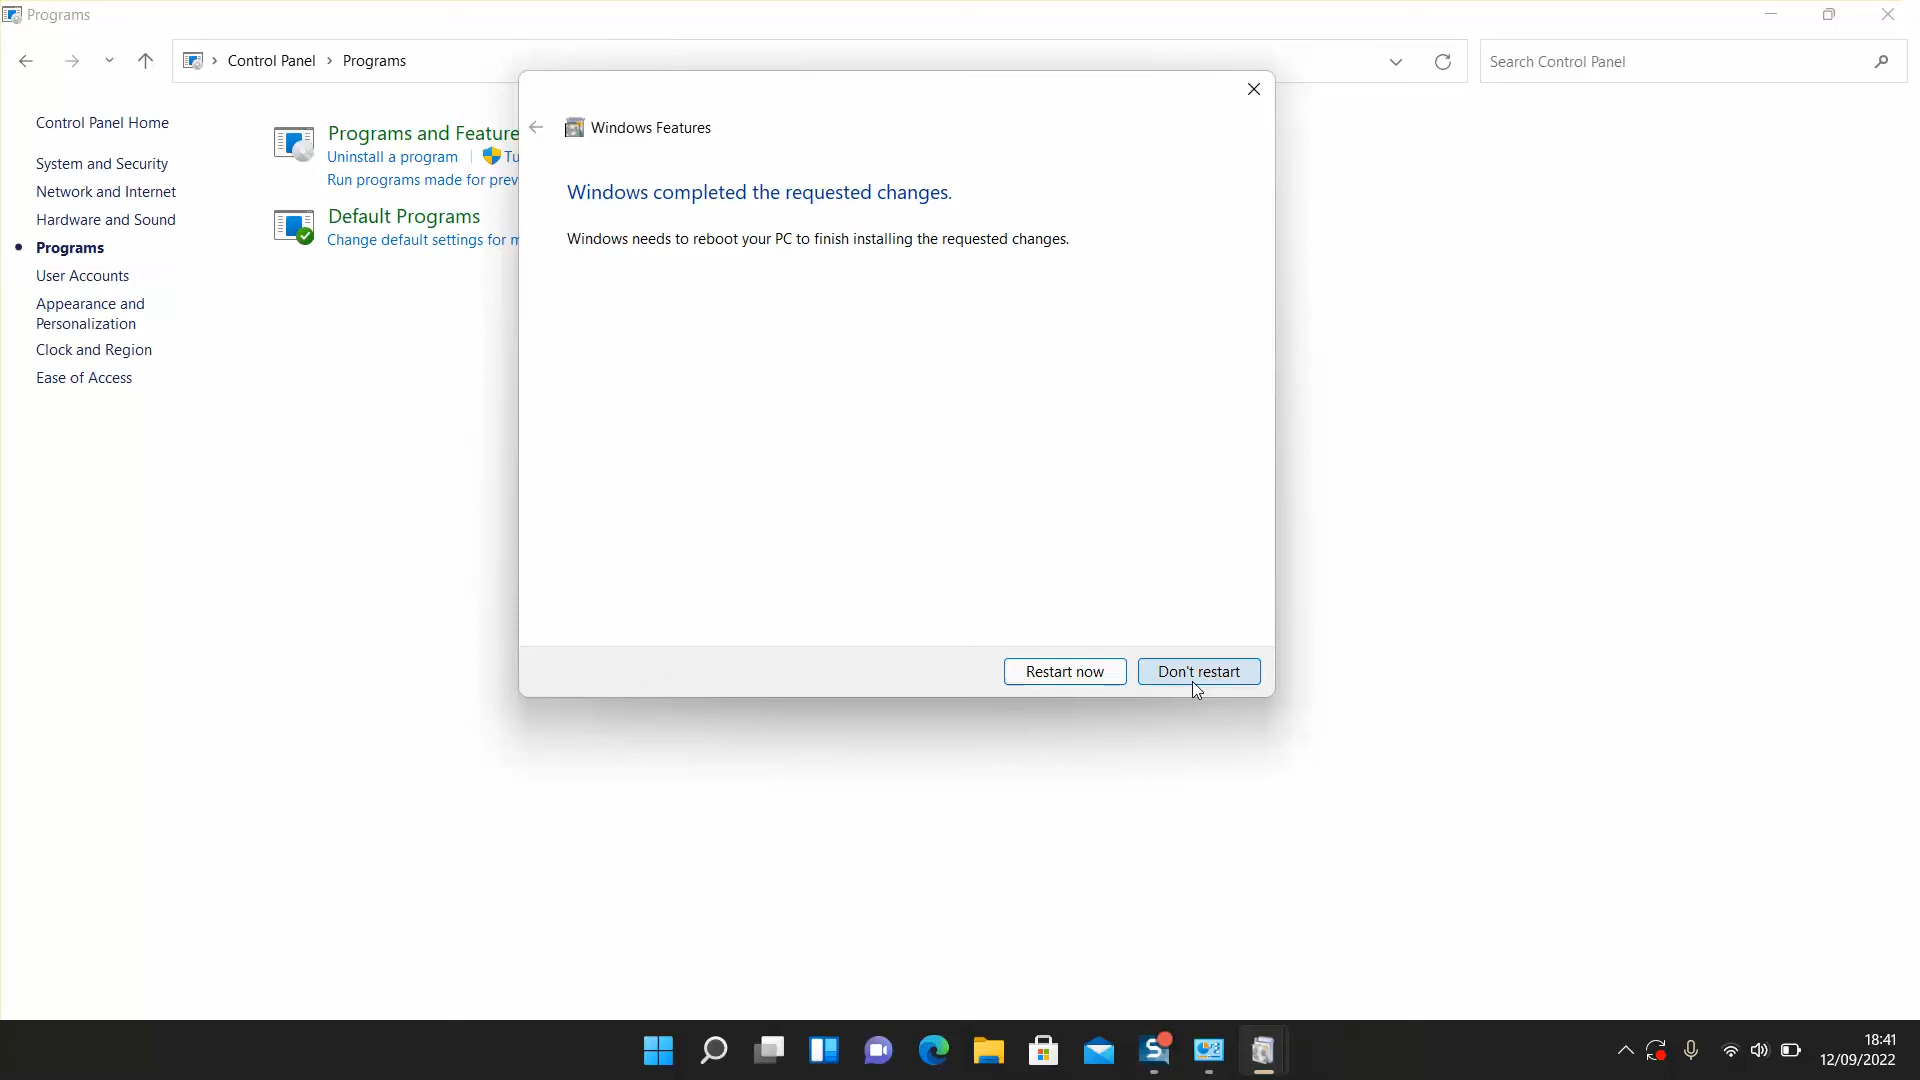 Programs
Control Panel > Programs
Search Control Panel
Control Panel Home
System and Security
Network and Internet
Hardware and Sound
Programs
User Accounts
Appearance and
Personalization
Clock and Region
Ease of Access
Programs and Feature
Uninstall a program | Tu
Run programs made for prev
Default Programs
Change default settings for m
Windows Features
Windows completed the requested changes.
Windows needs to reboot your PC to finish installing the requested changes.
Restart now
Don't restart
18:41
12/09/2022